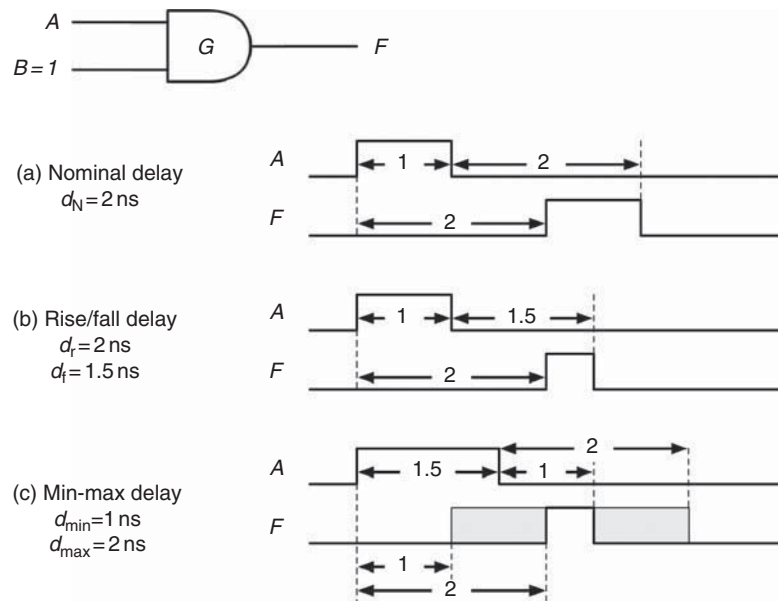 A
G
F
B = 1
(a) Nominal delay
d_N = 2 ns
A
1
2
F
2
(b) Rise/fall delay
d_r = 2 ns
d_f = 1.5 ns
A
1
1.5
F
2
(c) Min-max delay
d_min = 1 ns
d_max = 2 ns
2
A
1.5
1
F
1
2